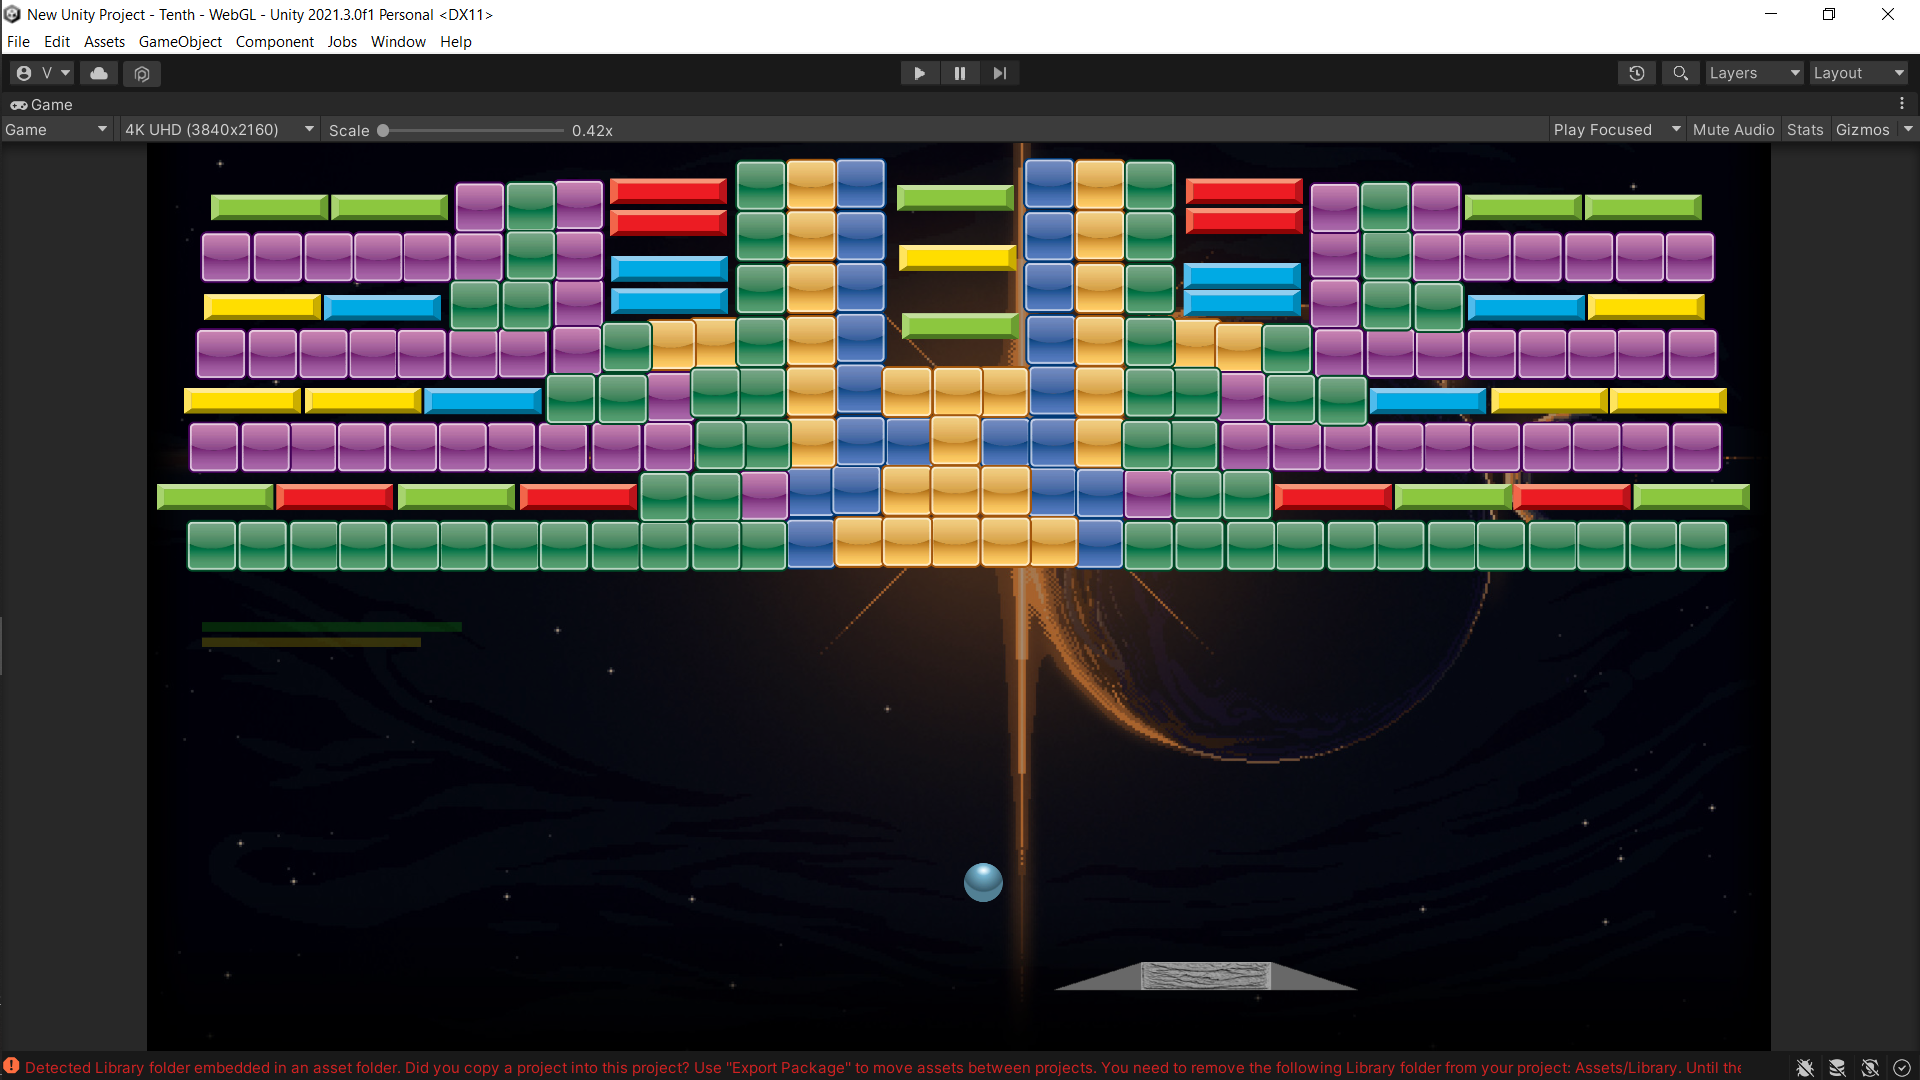 New Unity Project - Tenth - WebGL - Unity 2021.3.0f1 Personal <DX11>
File Edit Assets GameObject Component Jobs Window Help
V Layers Layout
Game
Game 4K UHD (3840x2160) Scale 0.42x Play Focused Mute Audio Stats Gizmos
Detected Library folder embedded in an asset folder. Did you copy a project into this project? Use "Export Package" to move assets between projects. You need to remove the following Library folder from your project: Assets/Library. Until the